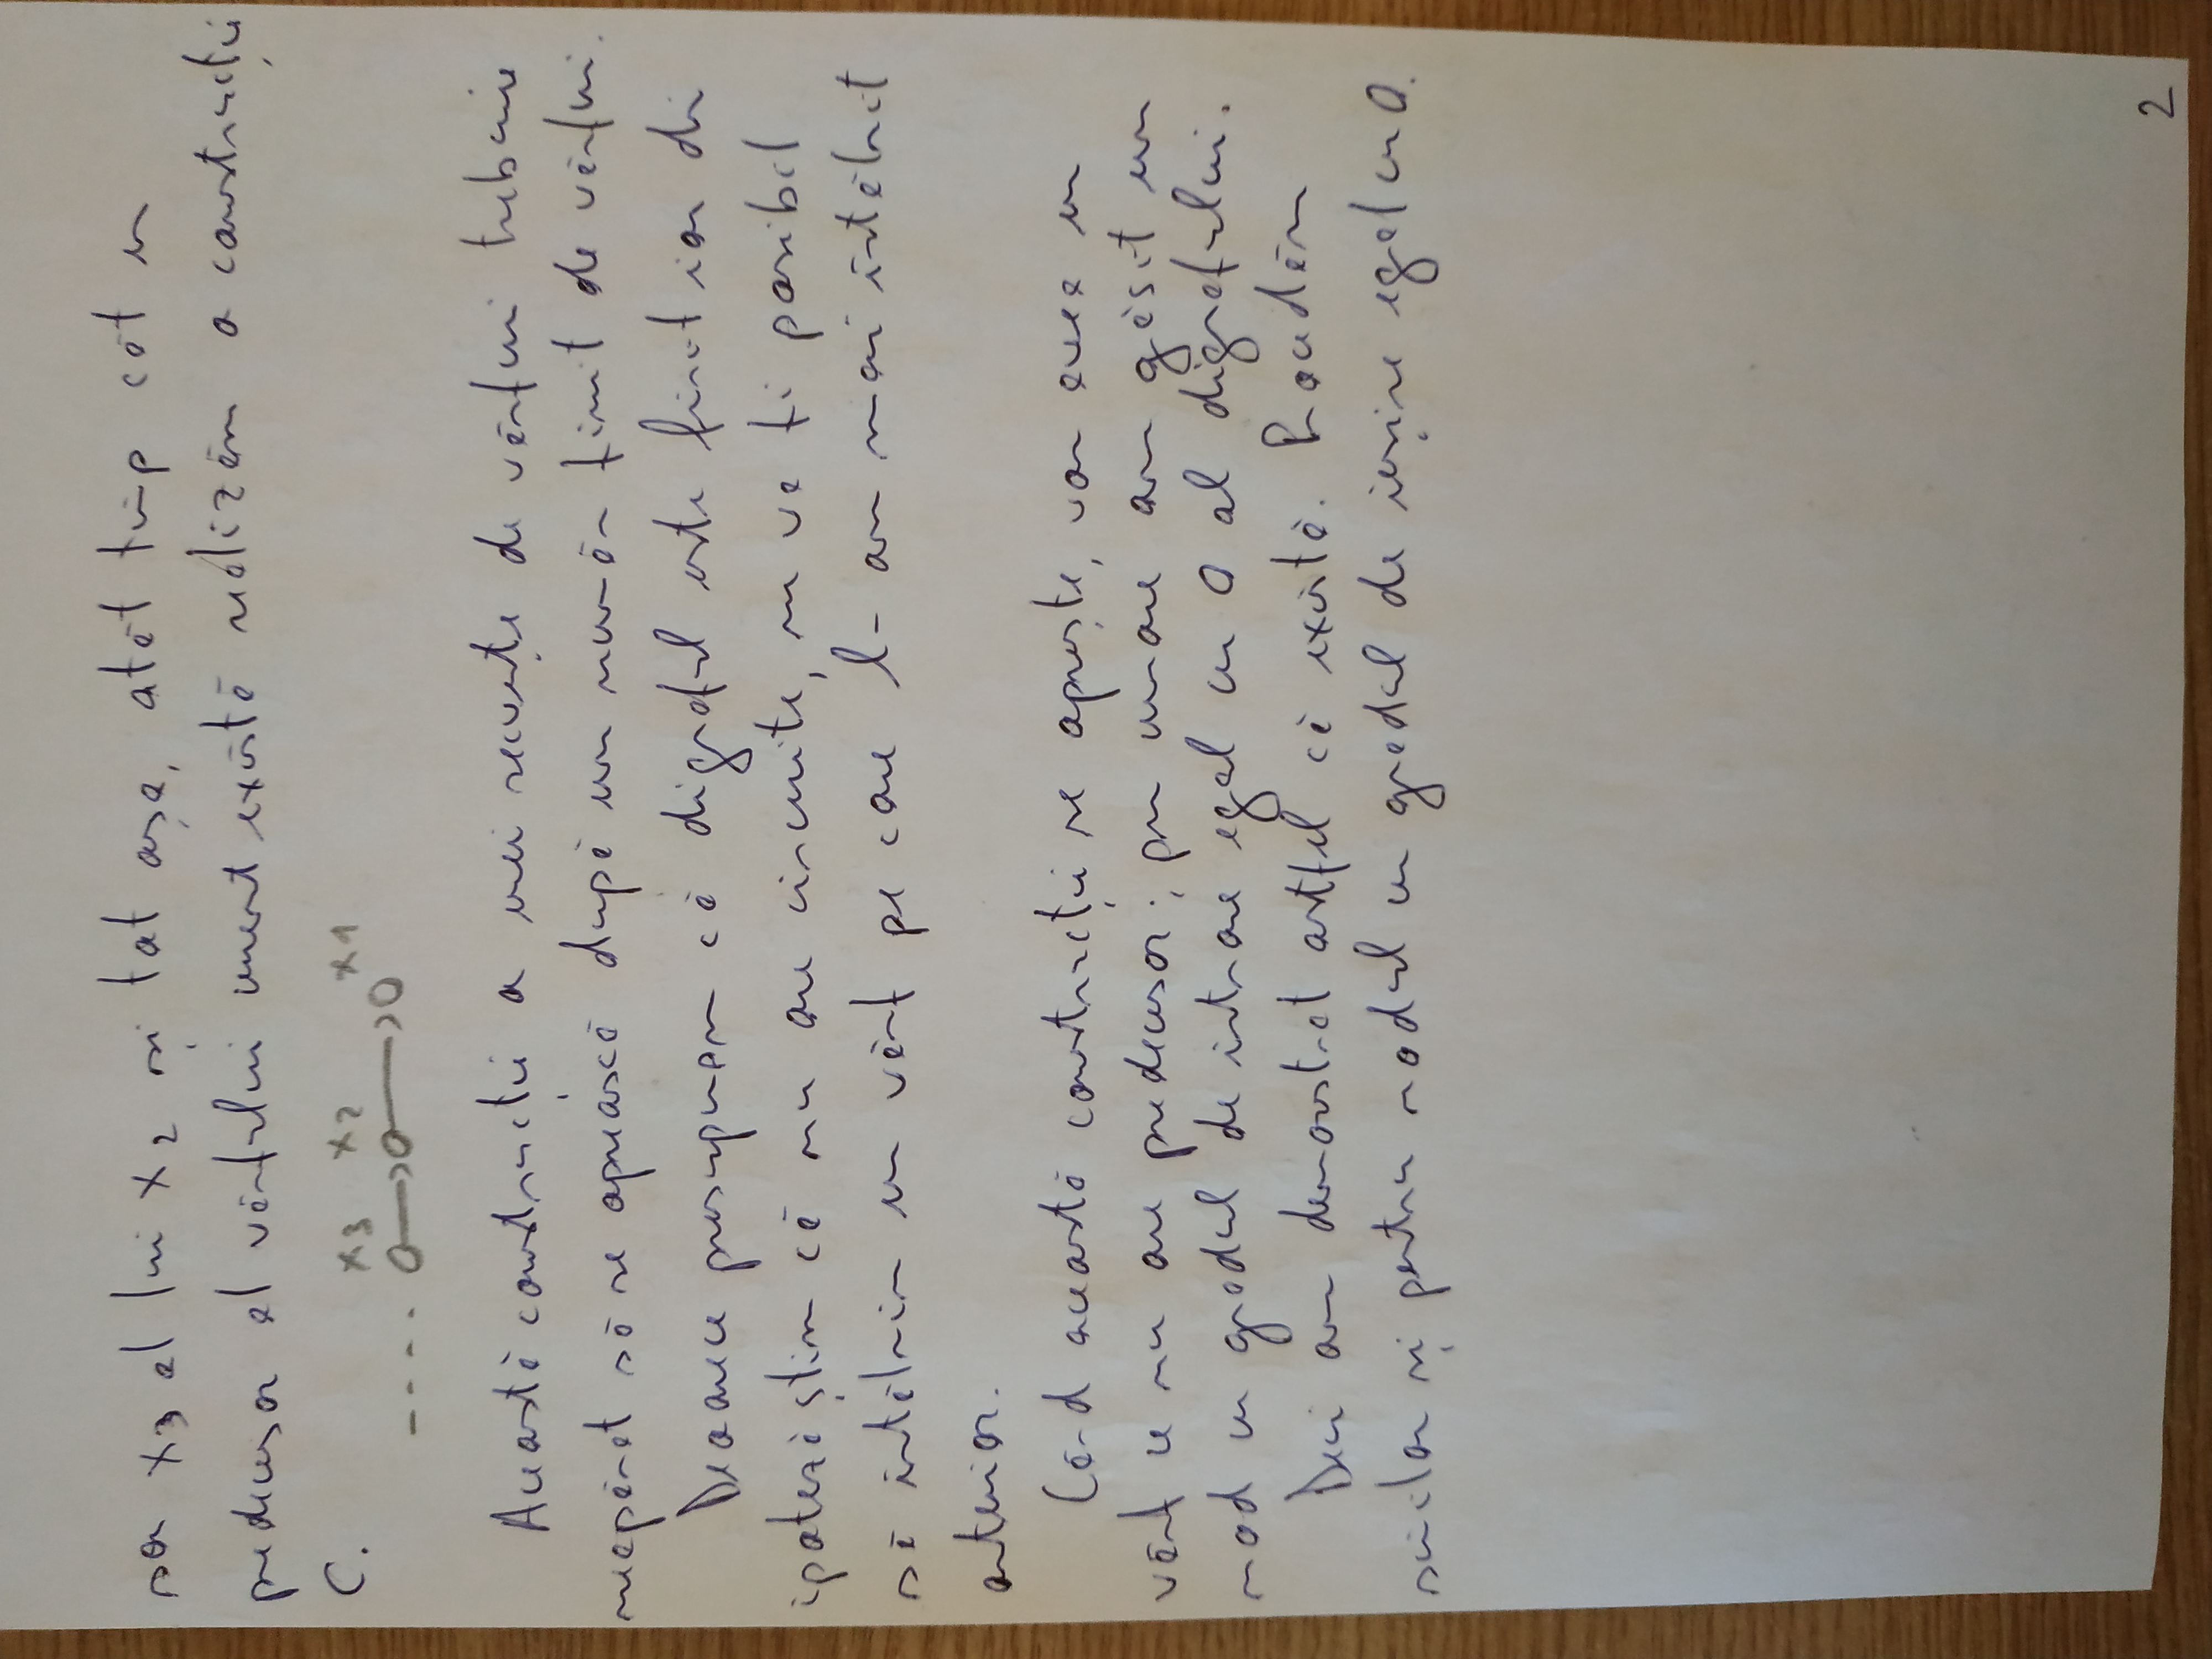 sor x3 al lui x2 și tot așa, atât timp cât un
predecesor al vârfului curent există realizăm o construcție
C.
x3 x2 x1
Această construcție a unei secvențe de vârfuri trebuie
neapărat să se oprească după un număr finit de vârfuri.
Deoarece presupunem că digraful este finit iar din
ipoteză știm că nu are circuite, nu va fi posibil
să întâlnim un vârf pe care l-am mai întâlnit
anterior.
Când această construcție se oprește, vom avea un
vârf ce nu are predecesor; prin urmare am găsit un
nod cu gradul de intrare egal cu 0 al digrafului.
Deci am demonstrat astfel că există. Procedăm
similar și pentru nodul cu gradul de ieșire egal cu 0.
2